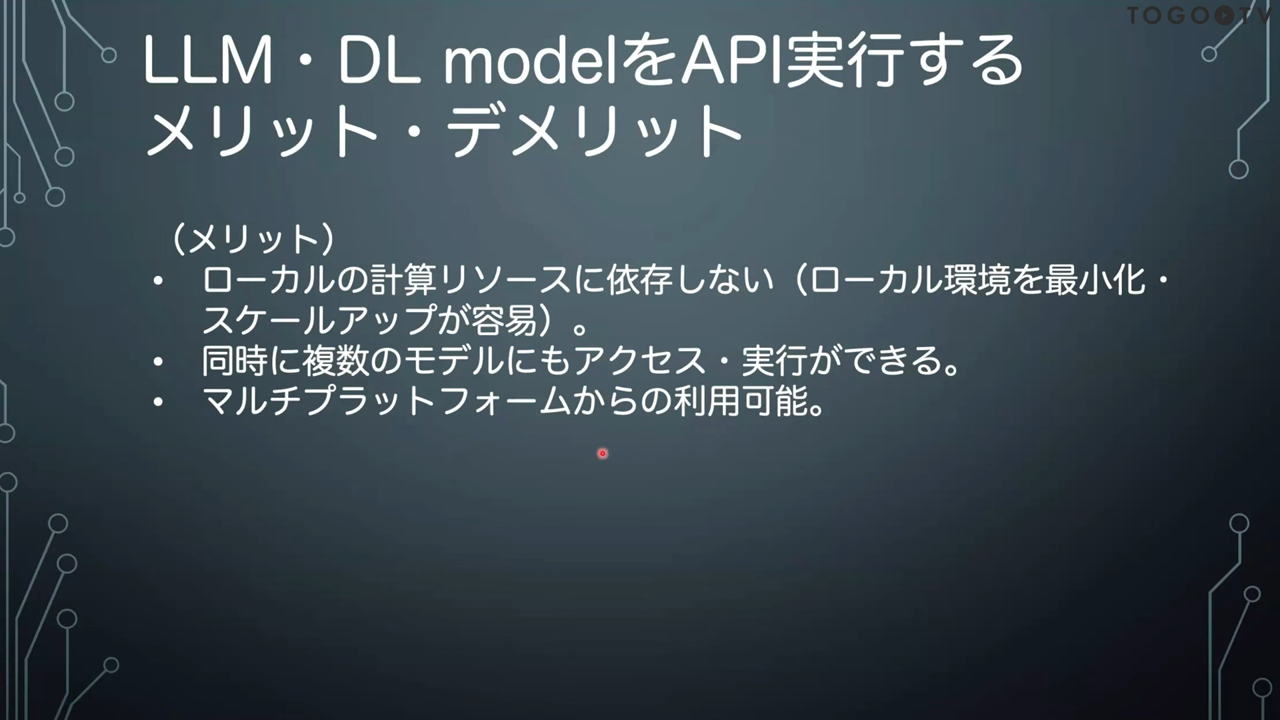 TOGOTV
LLM・DL modelをAPI実行する
メリット・デメリット
（メリット）
• ローカルの計算リソースに依存しない（ローカル環境を最小化・
スケールアップが容易）。
• 同時に複数のモデルにもアクセス・実行ができる。
• マルチプラットフォームからの利用可能。